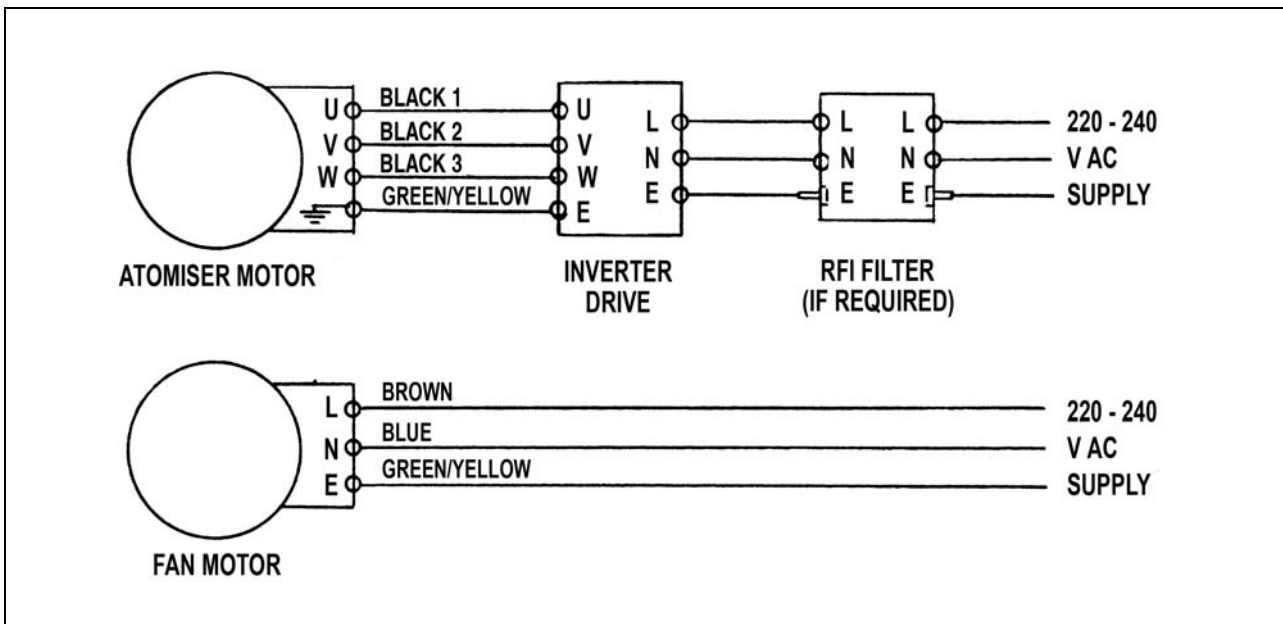 U BLACK 1 U L L L 220 - 240
V BLACK 2 V N N N V AC
W BLACK 3 W E E E SUPPLY
GREEN/YELLOW E
ATOMISER MOTOR
INVERTER
DRIVE
RFI FILTER
(IF REQUIRED)
L BROWN 220 - 240
N BLUE V AC
E GREEN/YELLOW SUPPLY
FAN MOTOR